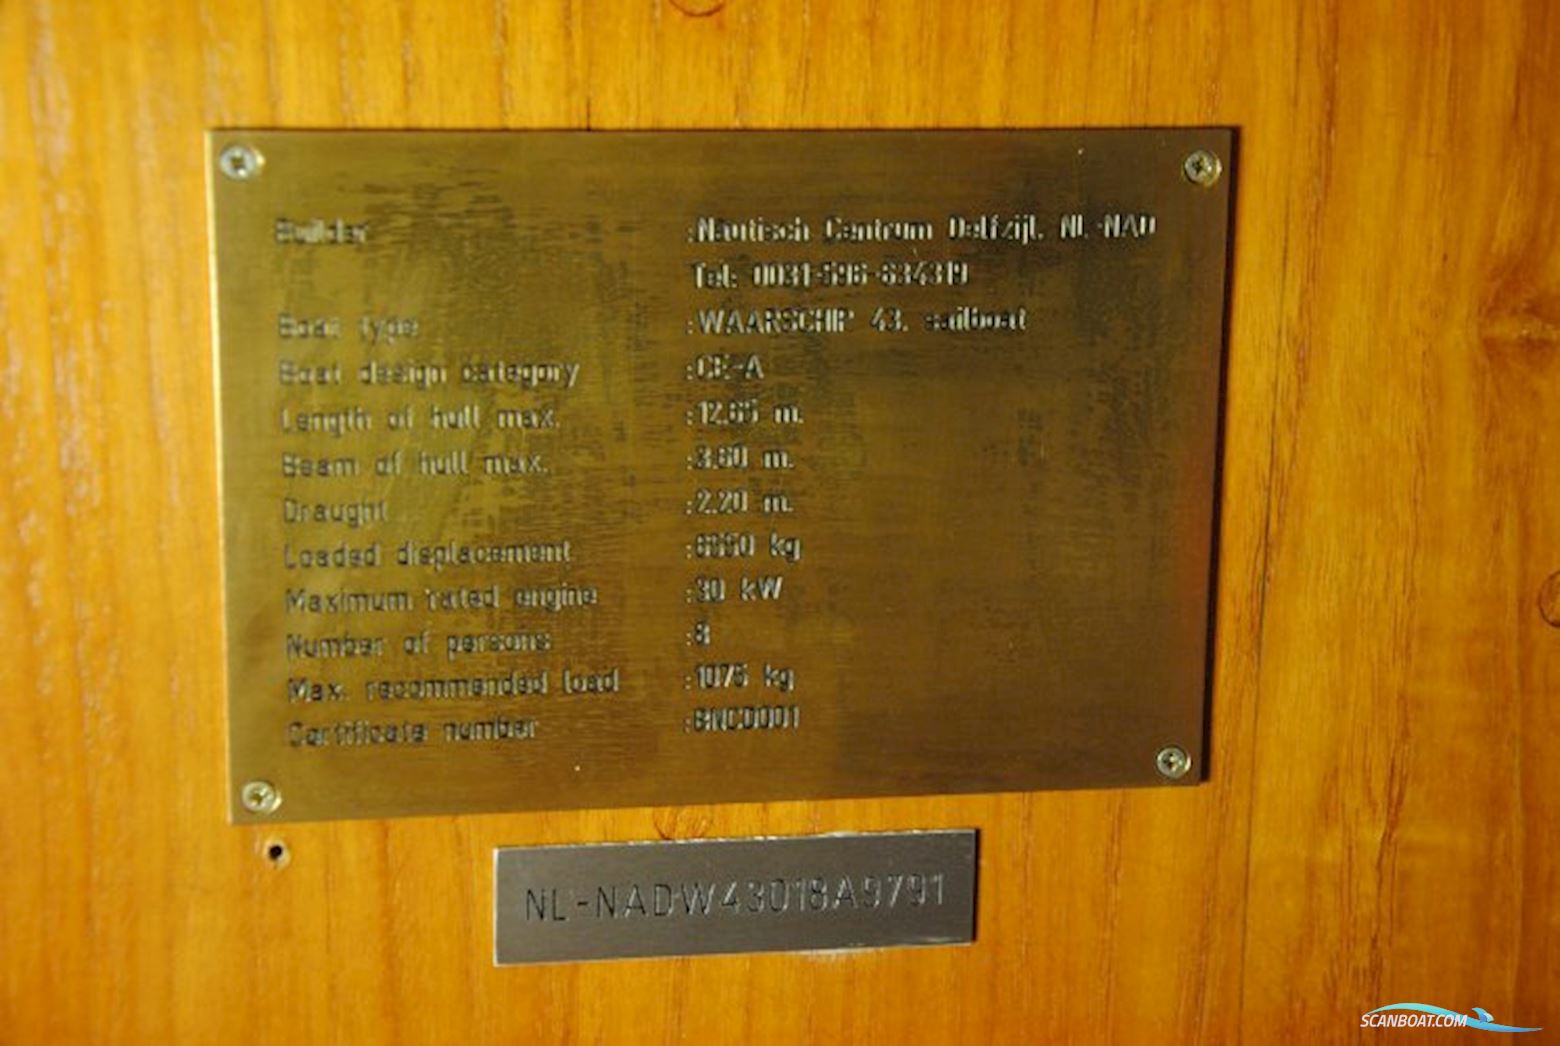 Builder :Nautisch Centrum Delfzijl. NL-NAD
Tel: 0031-596-634319
Boat type :WAARSCHIP 43. sailboat
Boat design category :CE-A
Length of hull max. :12.65 m.
Beam of hull max. :3.60 m.
Draught :2.20 m.
Loaded displacement kg
Maximum rated engine :30 kW
Number of persons :8
Max. recommended load :1075 kg
Certificate number
NL-NADW43018A9791
SCANBOAT.COM